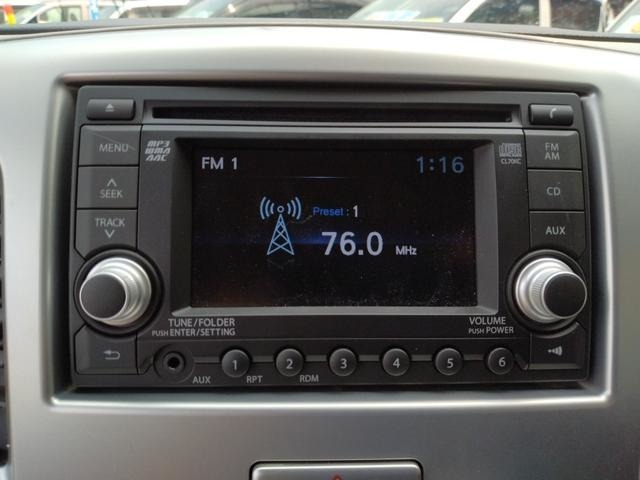 MENU
MP3
WMA
AAC
SEEK
TRACK
FM 1
1:16
Preset : 1
76.0 MHz
CL70KC
FM
AM
CD
AUX
TUNE/FOLDER
PUSH ENTER/SETTING
VOLUME
PUSH POWER
AUX
1
RPT
2
RDM
3
4
5
6